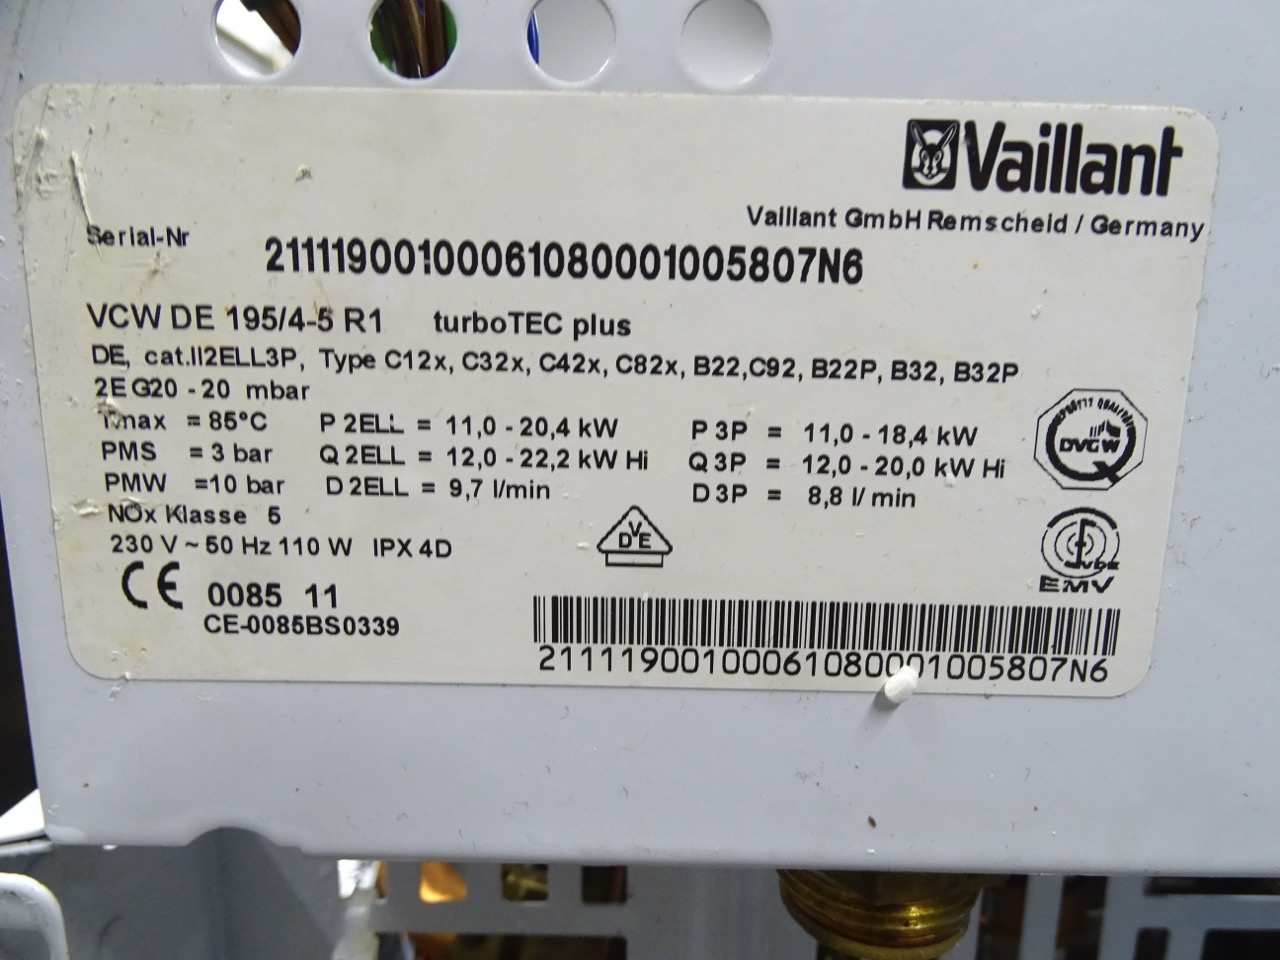 Vaillant
Vaillant GmbH Remscheid / Germany
Serial-Nr 21111900100061080001005807N6
VCW DE 195/4-5 R1 turboTEC plus
DE, cat.II2ELL3P, Type C12x, C32x, C42x, C82x, B22,C92, B22P, B32, B32P
2E G20 - 20 mbar
Tmax = 85°C P 2ELL = 11,0 - 20,4 kW P 3P = 11,0 - 18,4 kW
PMS = 3 bar Q 2ELL = 12,0 - 22,2 kW Hi Q 3P = 12,0 - 20,0 kW Hi
PMW =10 bar D 2ELL = 9,7 l/min D 3P = 8,8 l/ min
NOx Klasse 5
230 V ~ 50 Hz 110 W IPX 4D
CE 0085 11
CE-0085BS0339
DVGW
VDE
EMV
21111900100061080001005807N6